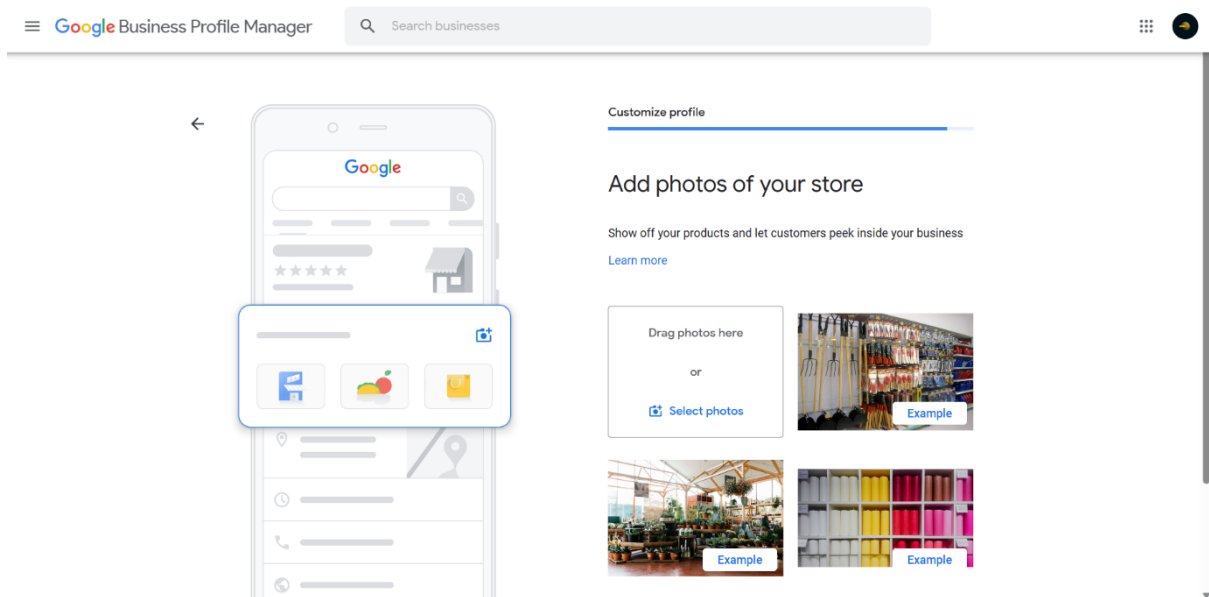 Google Business Profile Manager
Search businesses
Customize profile
Google
Add photos of your store
Show off your products and let customers peek inside your business
Learn more
Drag photos here
or
Select photos
Example
Example
Example